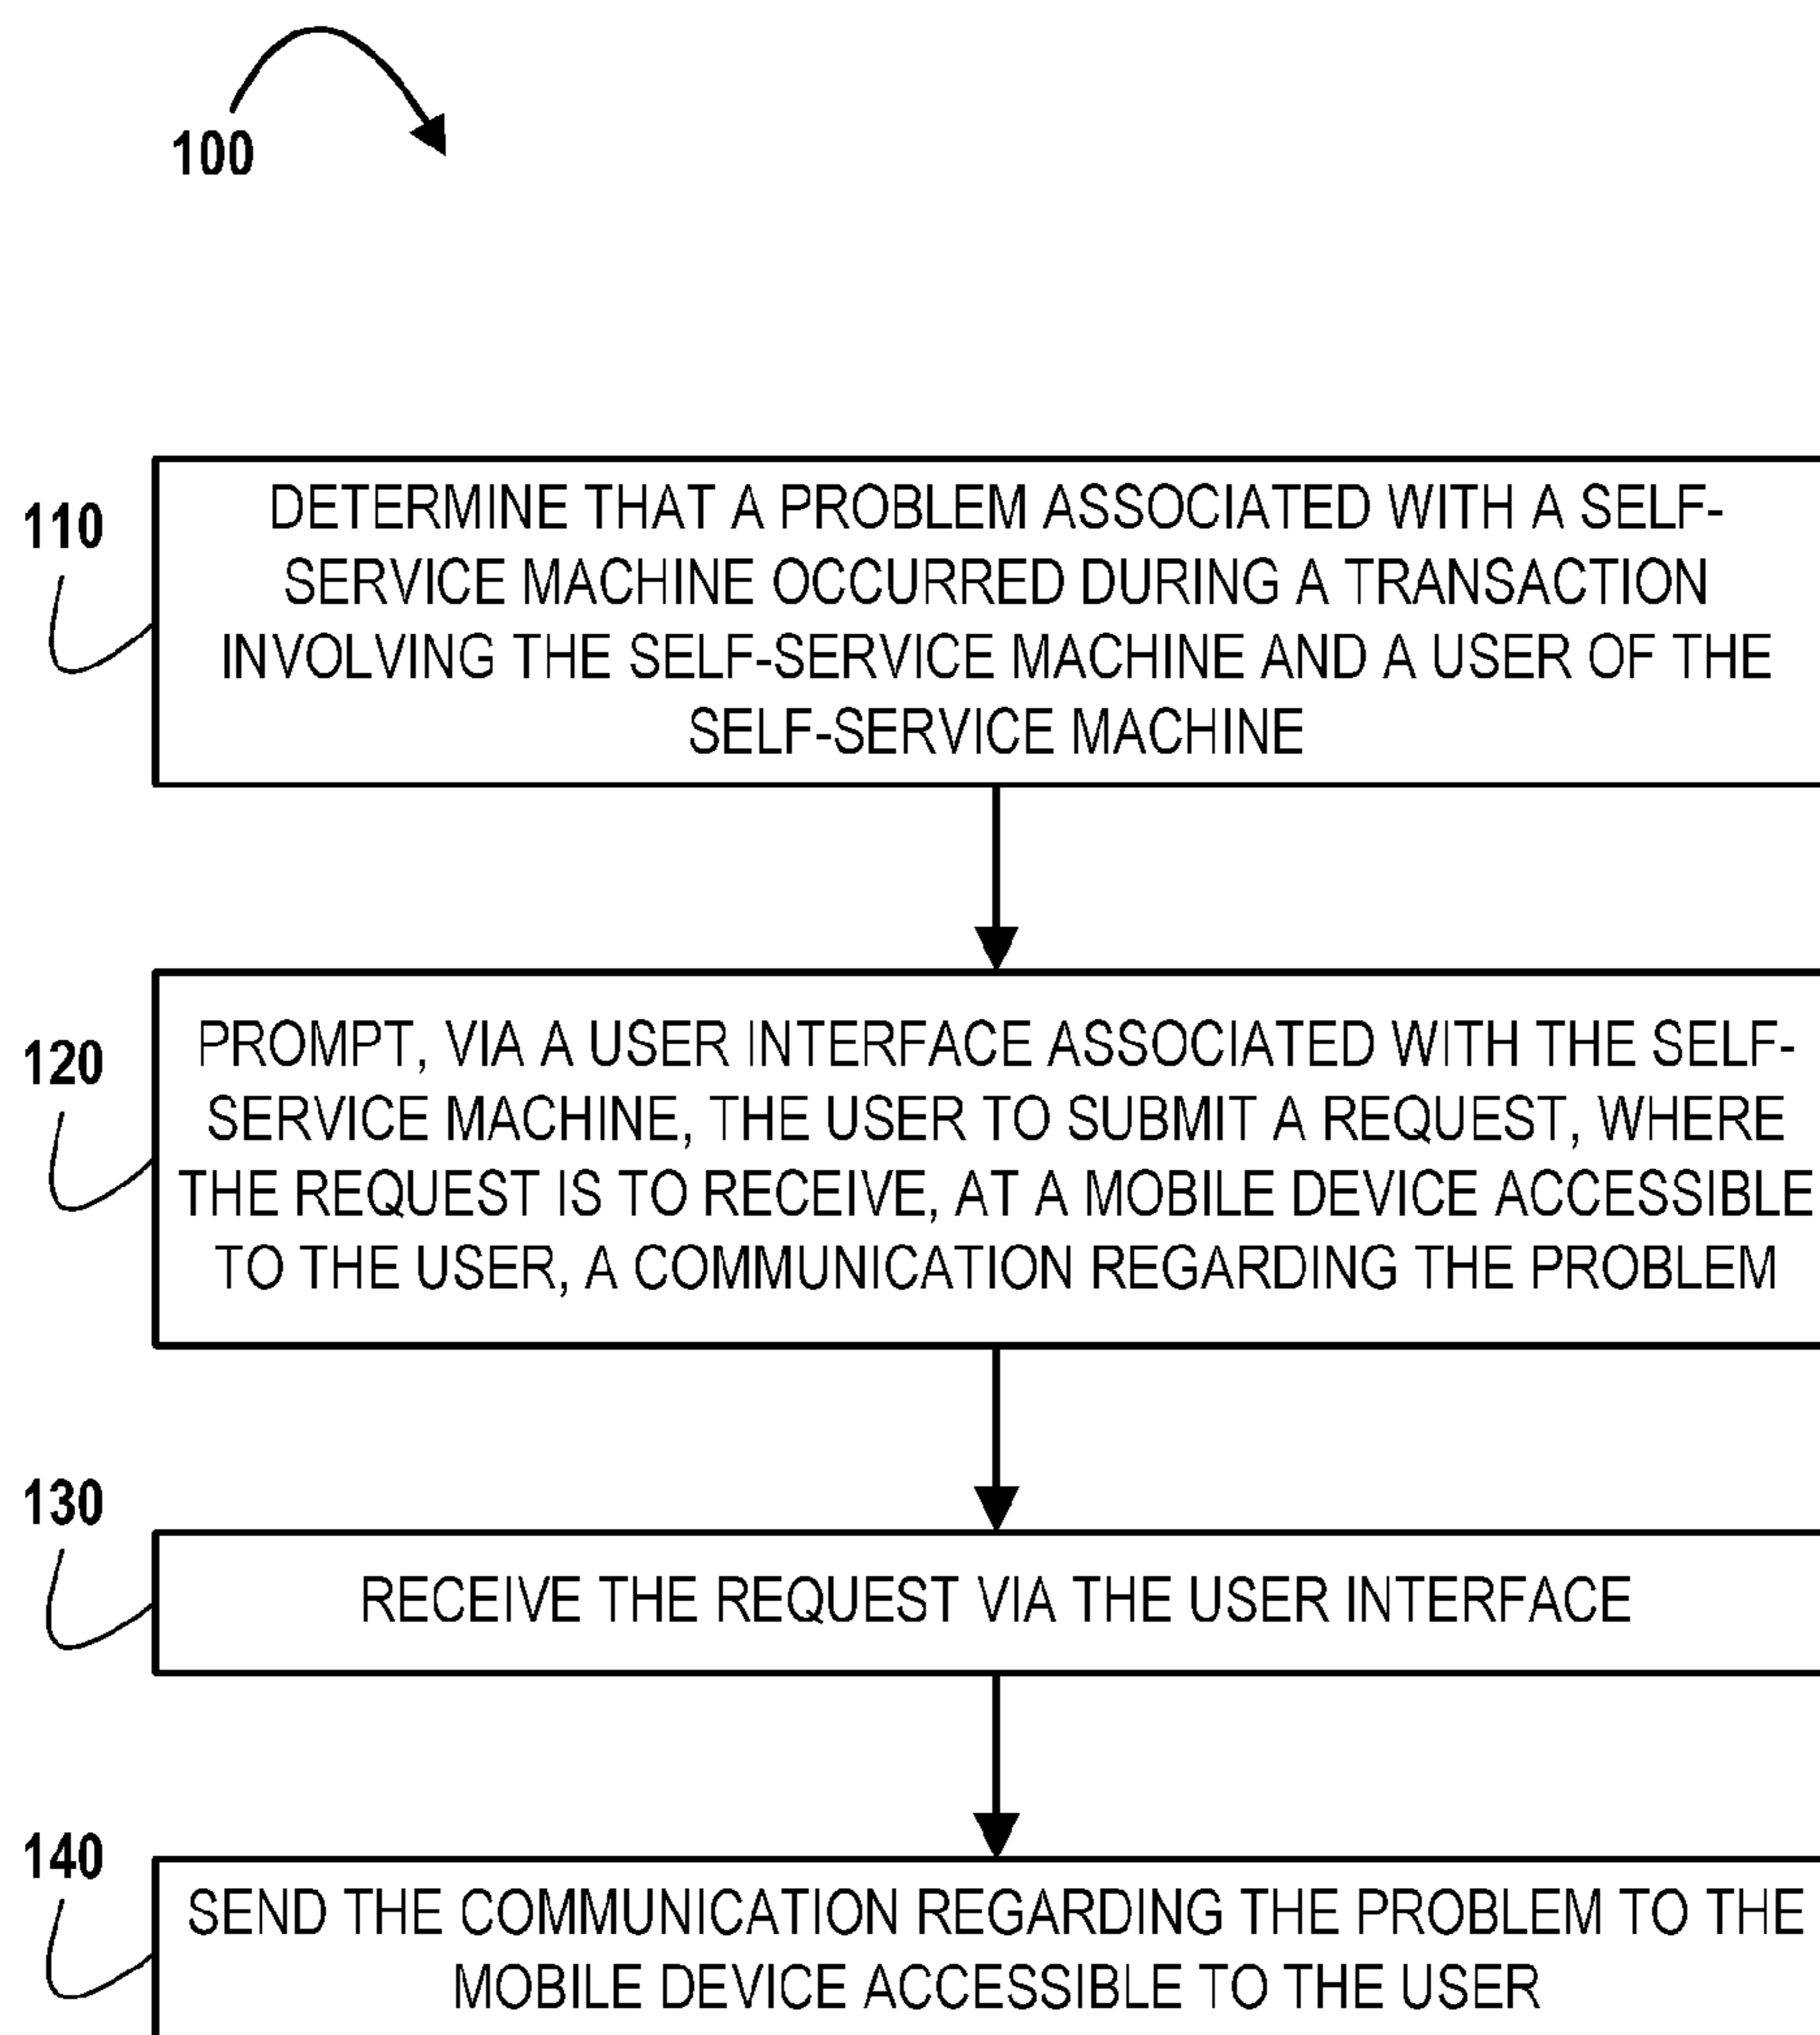 100
110
DETERMINE THAT A PROBLEM ASSOCIATED WITH A SELF-
SERVICE MACHINE OCCURRED DURING A TRANSACTION
INVOLVING THE SELF-SERVICE MACHINE AND A USER OF THE
SELF-SERVICE MACHINE
120
PROMPT, VIA A USER INTERFACE ASSOCIATED WITH THE SELF-
SERVICE MACHINE, THE USER TO SUBMIT A REQUEST, WHERE
THE REQUEST IS TO RECEIVE, AT A MOBILE DEVICE ACCESSIBLE
TO THE USER, A COMMUNICATION REGARDING THE PROBLEM
130
RECEIVE THE REQUEST VIA THE USER INTERFACE
140
SEND THE COMMUNICATION REGARDING THE PROBLEM TO THE
MOBILE DEVICE ACCESSIBLE TO THE USER